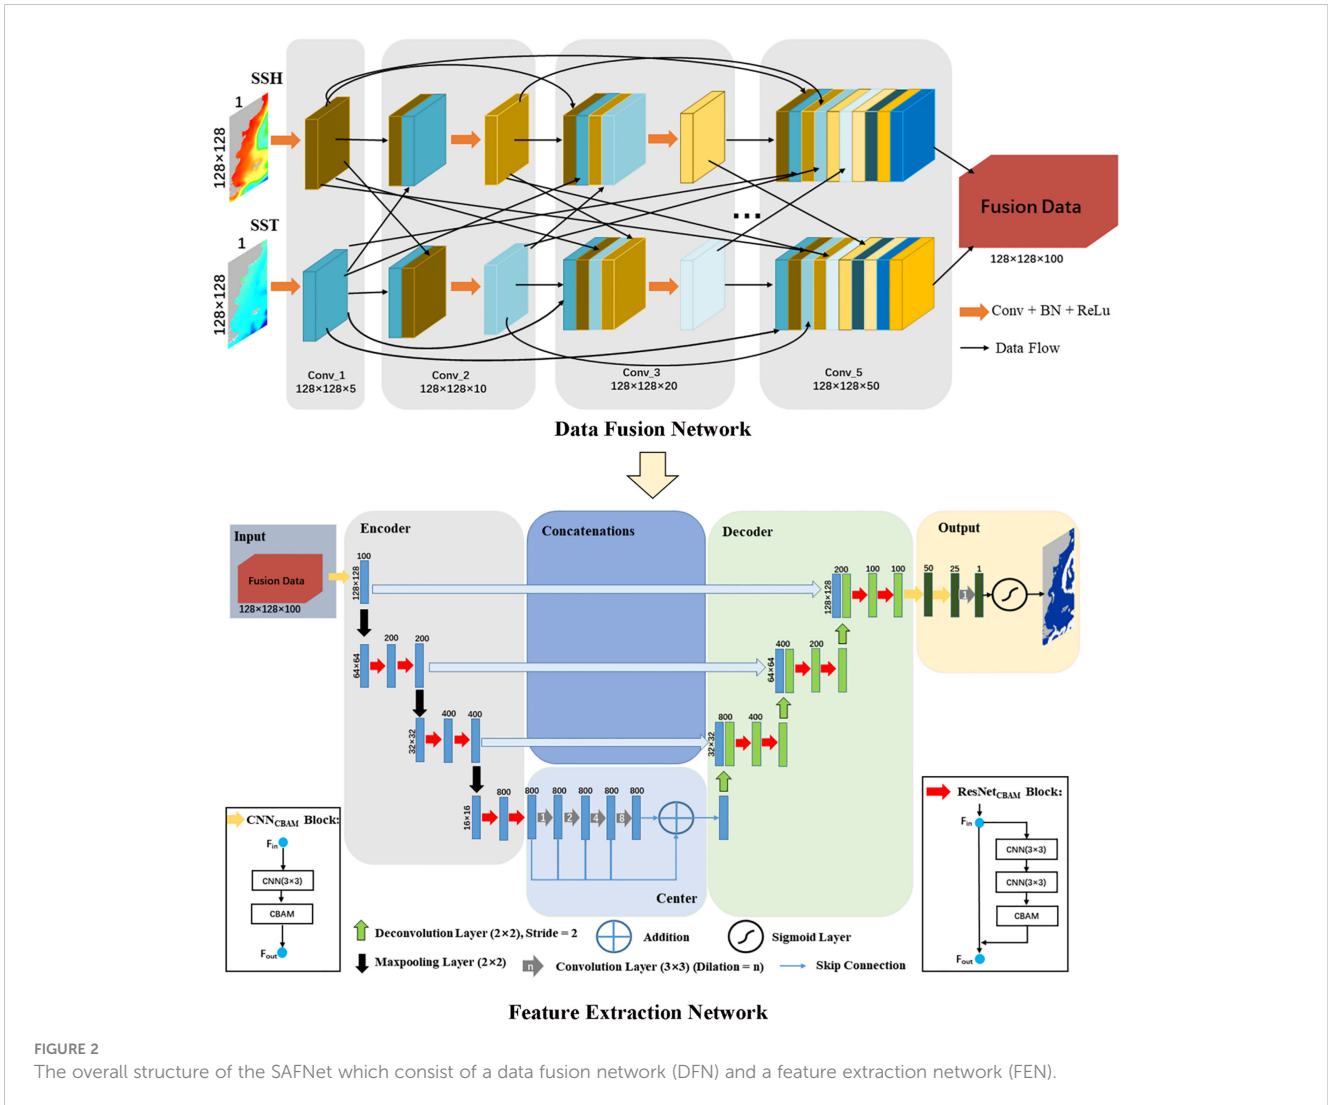 SSH
1
128×128
SST
1
128×128
Conv_1
128×128×5
Conv_2
128×128×10
Conv_3
128×128×20
...
Conv_5
128×128×50
Fusion Data
128×128×100
Conv + BN + ReLu
Data Flow
Data Fusion Network
Input
Fusion Data
128×128×100
Encoder
100
128×128
200
200
64×64
400
400
32×32
800
16×16
Concatenations
800
800
800
800
800
1
2
4
8
Center
Decoder
800
400
32×32
400
200
64×64
200
100
100
128×128
Output
50
25
1
1
CNNCBAM Block:
Fin
CNN(3×3)
CBAM
Fout
ResNetCBAM Block:
Fin
CNN(3×3)
CNN(3×3)
CBAM
Fout
Deconvolution Layer (2×2), Stride = 2
Addition
Sigmoid Layer
Maxpooling Layer (2×2)
n
Convolution Layer (3×3) (Dilation = n)
Skip Connection
Feature Extraction Network
FIGURE 2
The overall structure of the SAFNet which consist of a data fusion network (DFN) and a feature extraction network (FEN).